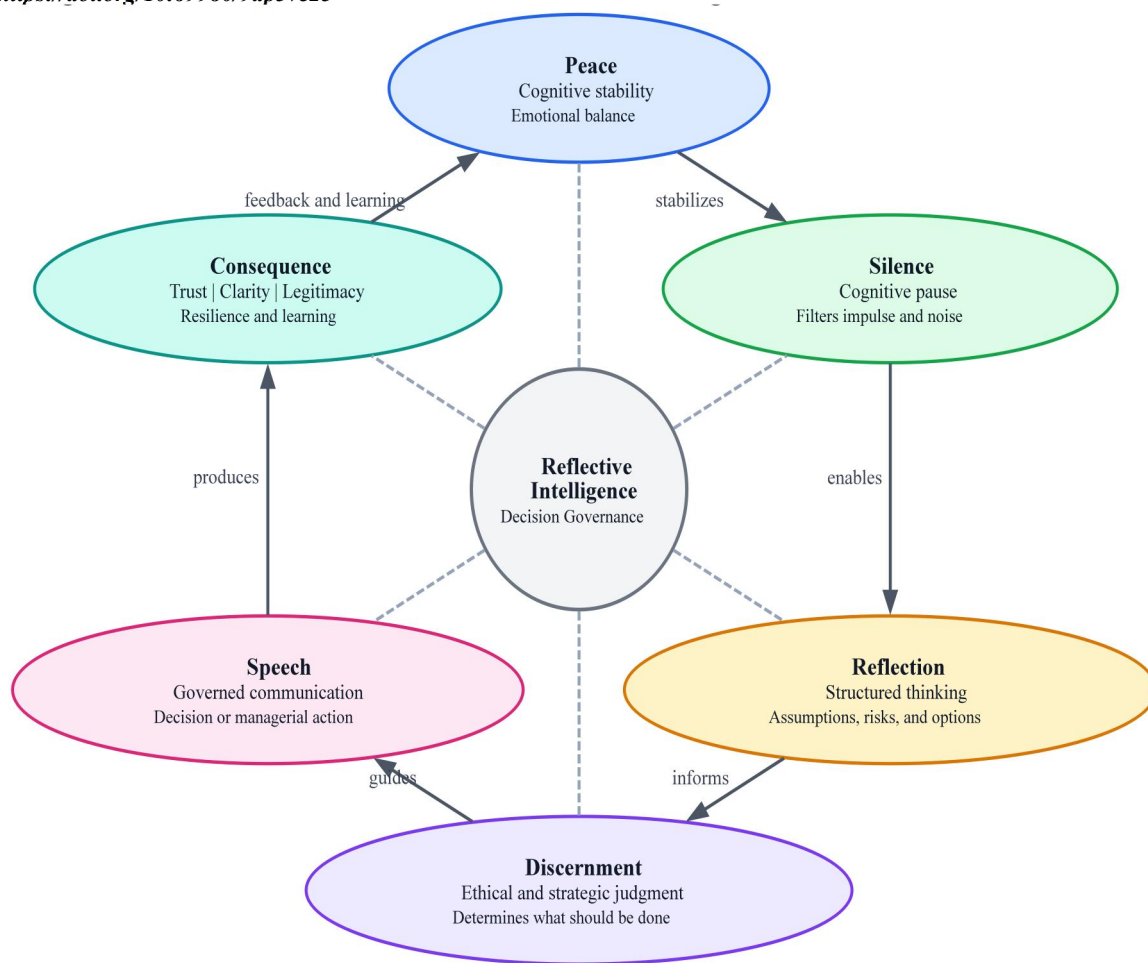 Peace
Cognitive stability
Emotional balance
feedback and learning
stabilizes
Consequence
Trust | Clarity | Legitimacy
Resilience and learning
Silence
Cognitive pause
Filters impulse and noise
Reflective
Intelligence
Decision Governance
produces
enables
Speech
Governed communication
Decision or managerial action
Reflection
Structured thinking
Assumptions, risks, and options
guides
informs
Discernment
Ethical and strategic judgment
Determines what should be done